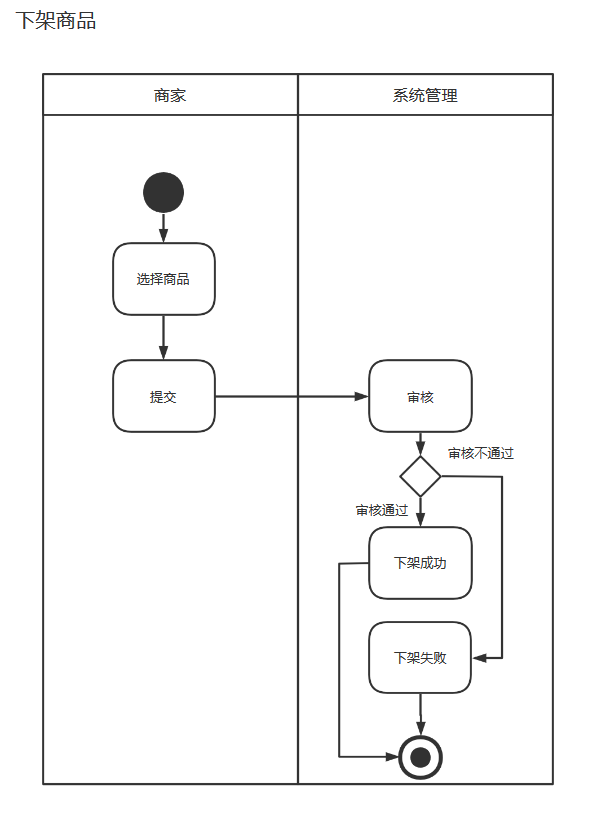 下架商品
商家
系统管理
选择商品
提交
审核
审核不通过
审核通过
下架成功
下架失败